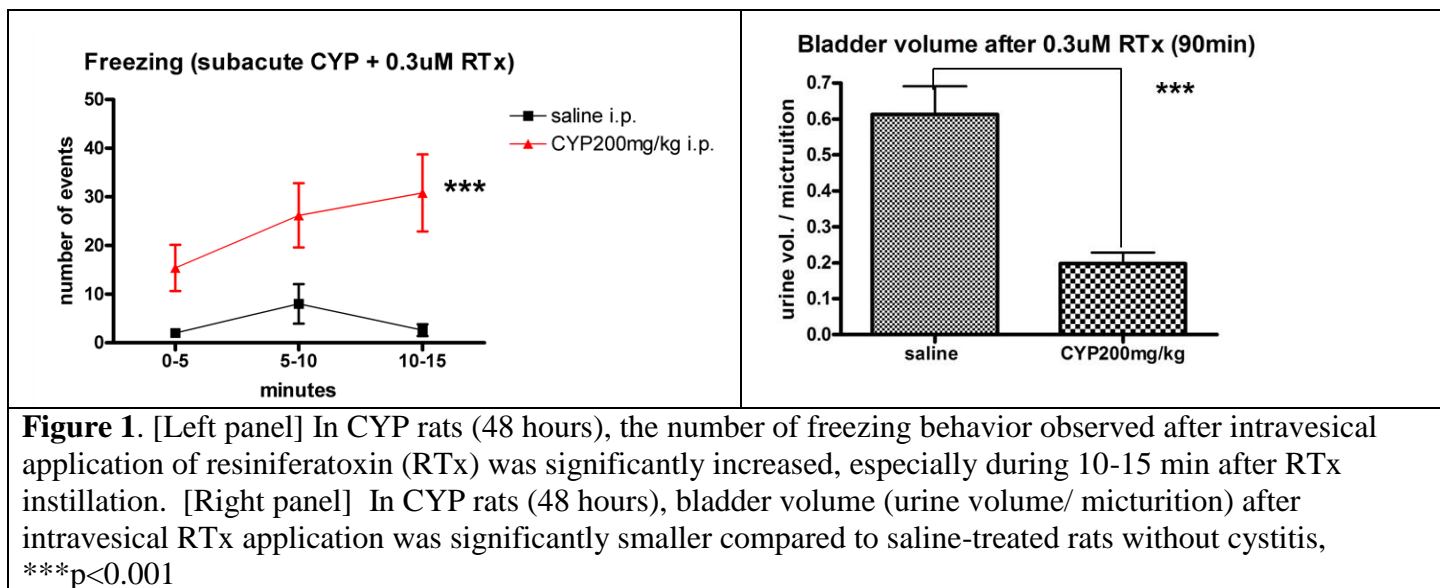 Freezing (subacute CYP + 0.3uM RTx)
50
40
30
20
10
0
number of events
0-5
5-10
10-15
minutes
saline i.p.
CYP200mg/kg i.p.
***
Bladder volume after 0.3uM RTx (90min)
0.7
0.6
0.5
0.4
0.3
0.2
0.1
0.0
urine vol. / mictruition
saline
CYP200mg/kg
***
Figure 1. [Left panel] In CYP rats (48 hours), the number of freezing behavior observed after intravesical
application of resiniferatoxin (RTx) was significantly increased, especially during 10-15 min after RTx
instillation.  [Right panel]  In CYP rats (48 hours), bladder volume (urine volume/ micturition) after
intravesical RTx application was significantly smaller compared to saline-treated rats without cystitis,
***p<0.001